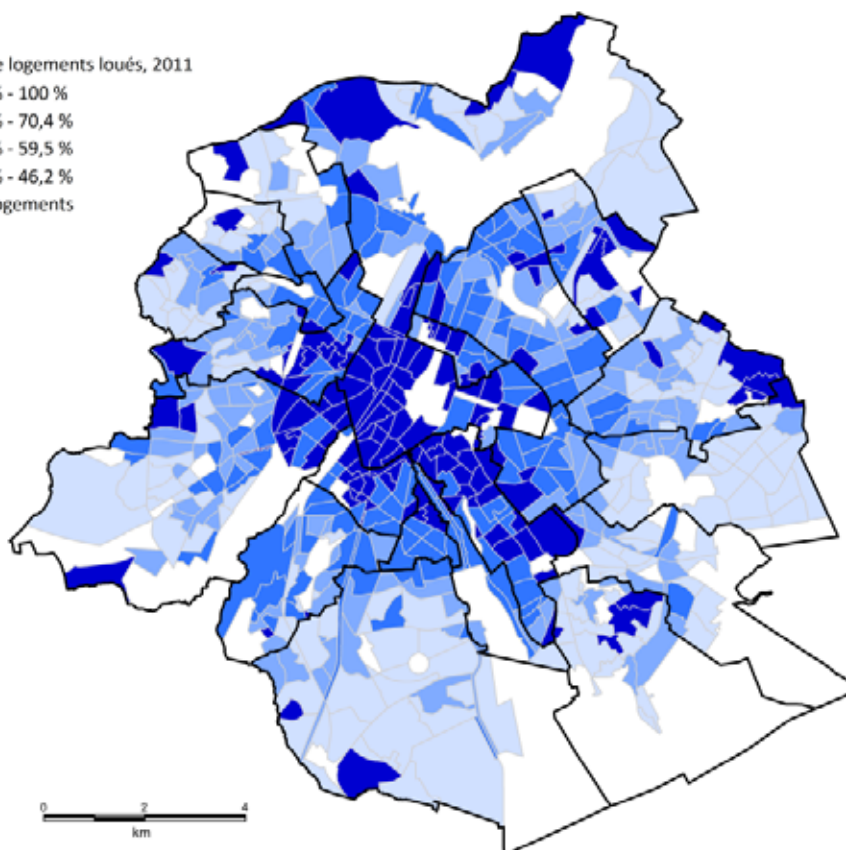 e logements loués, 2011
% - 100 %
% - 70,4 %
% - 59,5 %
% - 46,2 %
ogements
0 2 4
km